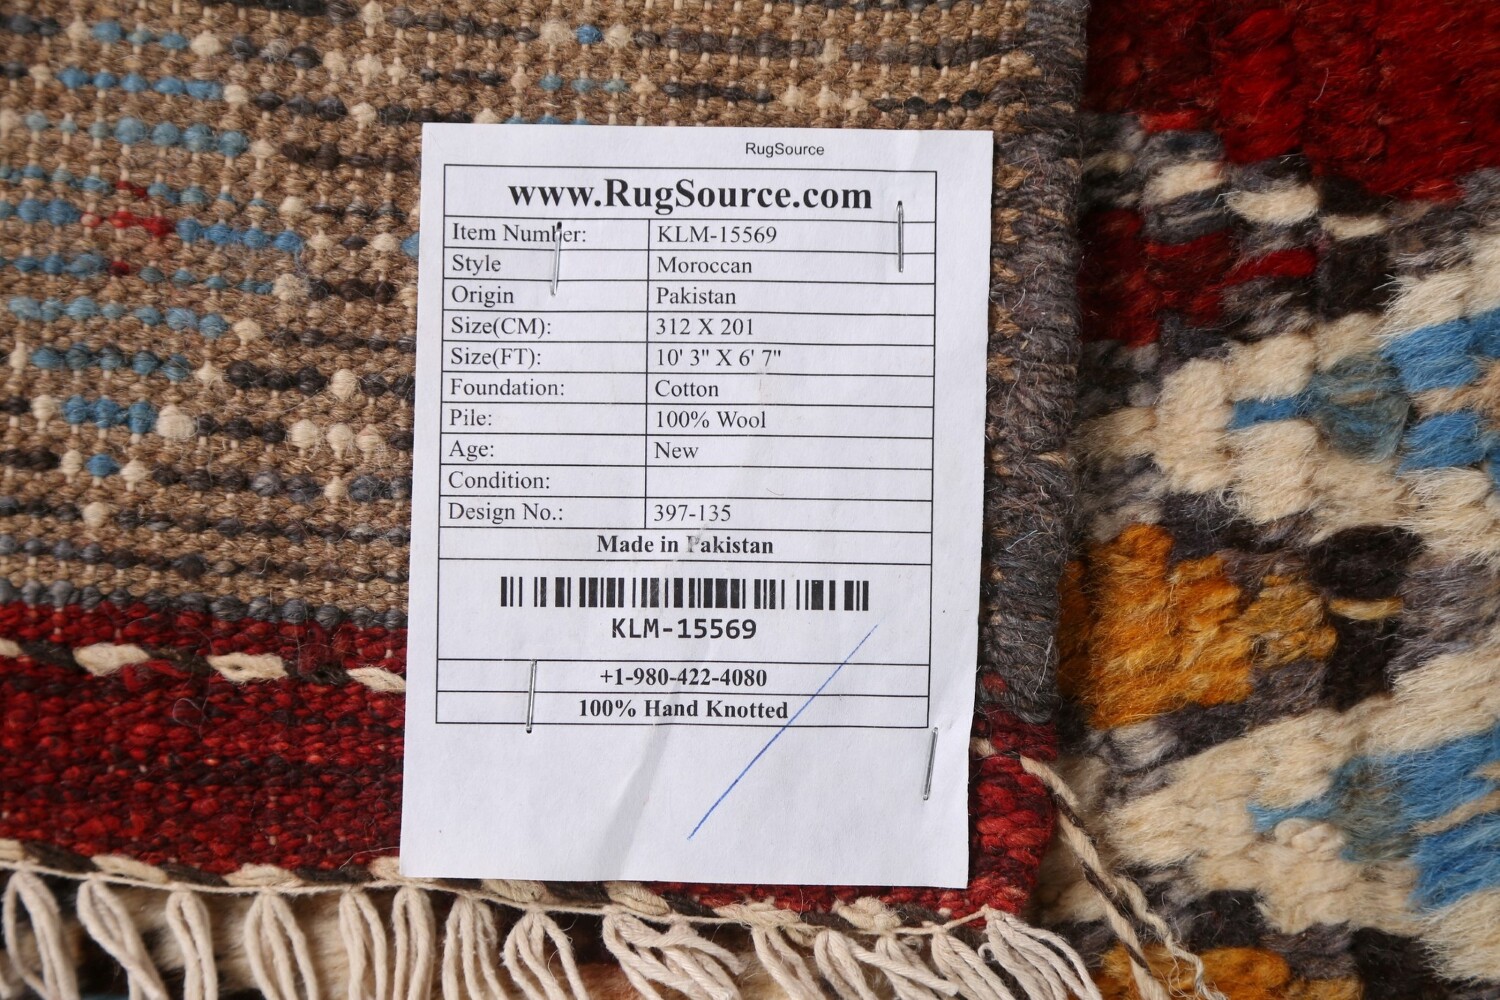 RugSource
www.RugSource.com
Item Number: KLM-15569
Style Moroccan
Origin Pakistan
Size(CM): 312 X 201
Size(FT): 10' 3" X 6' 7"
Foundation: Cotton
Pile: 100% Wool
Age: New
Condition:
Design No.: 397-135
Made in Pakistan
KLM-15569
+1-980-422-4080
100% Hand Knotted